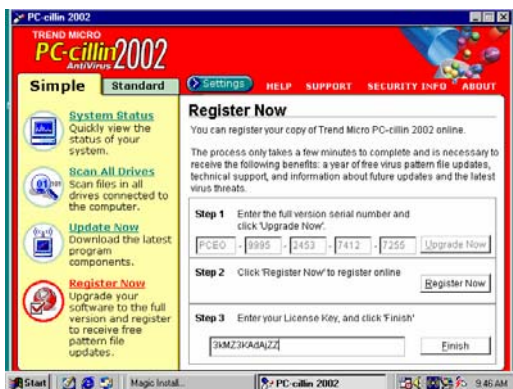 PC-cillin 2002
TREND MICRO
PC-cillin 2002
AntiVirus
Simple
Standard
Settings
HELP
SUPPORT
SECURITY INFO
ABOUT
System Status
Quickly view the
status of your
system.
Scan All Drives
Scan files in all
drives connected to
the computer.
Update Now
Download the latest
program
components.
Register Now
Upgrade your
software to the full
version and register
to receive free
pattern file
updates.
Register Now
You can register your copy of Trend Micro PC-cillin 2002 online.
The process only takes a few minutes to complete and is necessary to
receive the following benefits: a year of free virus pattern file updates,
technical support, and information about future updates and the latest
virus threats.
Step 1 Enter the full version serial number and
click 'Upgrade Now'.
PCEO - 9995 - 2453 - 7412 - 7255 Upgrade Now
Step 2 Click 'Register Now' to register online
Register Now
Step 3 Enter your License Key, and click 'Finish'
3kMZ3KAdAjZZ Finish
Start
Magic Install...
PC-cillin 2002
9:46 AM